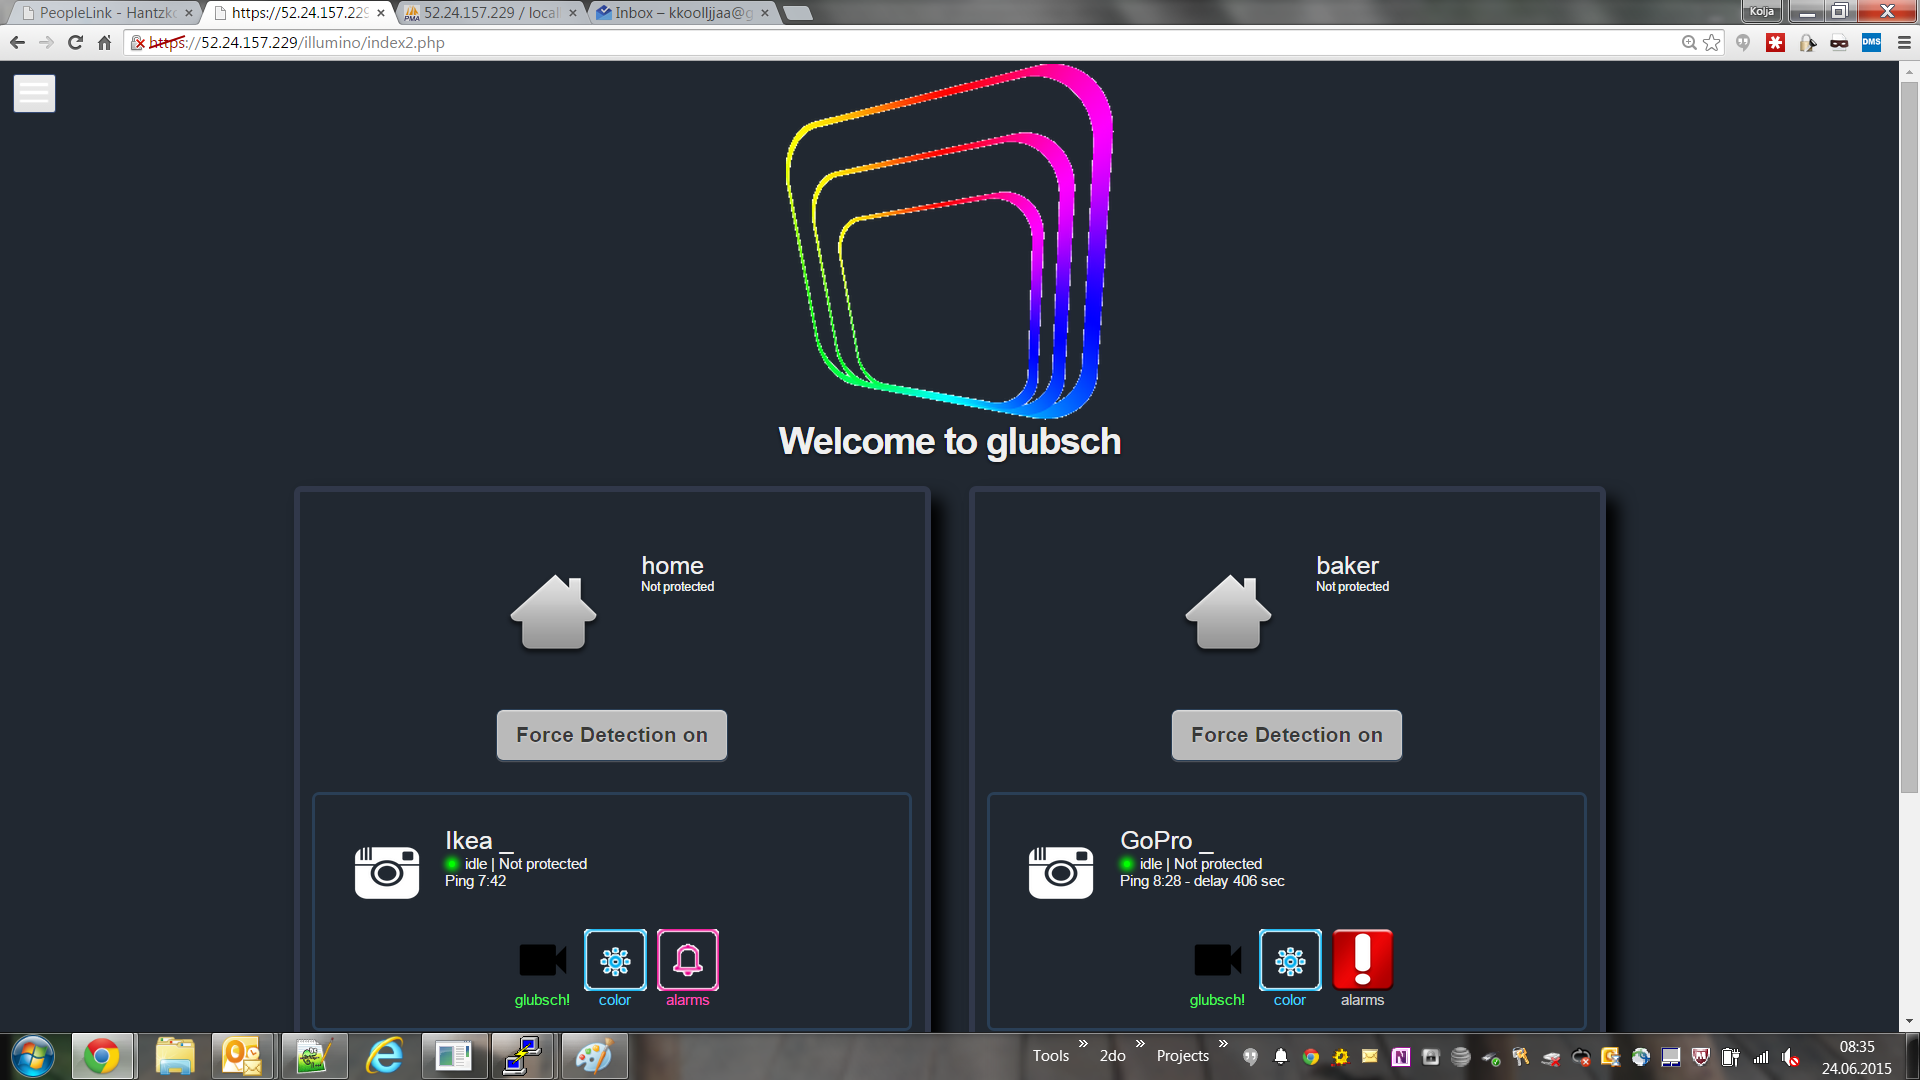 PeopleLink - Hantzko
https://52.24.157.229
52.24.157.229 / local
Inbox – kkoolljjaa@g
Kolja
https://52.24.157.229/illumino/index2.php
DMS
Welcome to glubsch
home
Not protected
Force Detection on
Ikea _
idle | Not protected
Ping 7:42
glubsch!
color
alarms
baker
Not protected
Force Detection on
GoPro _
idle | Not protected
Ping 8:28 - delay 406 sec
glubsch!
color
alarms
Tools »
2do »
Projects »
08:35
24.06.2015